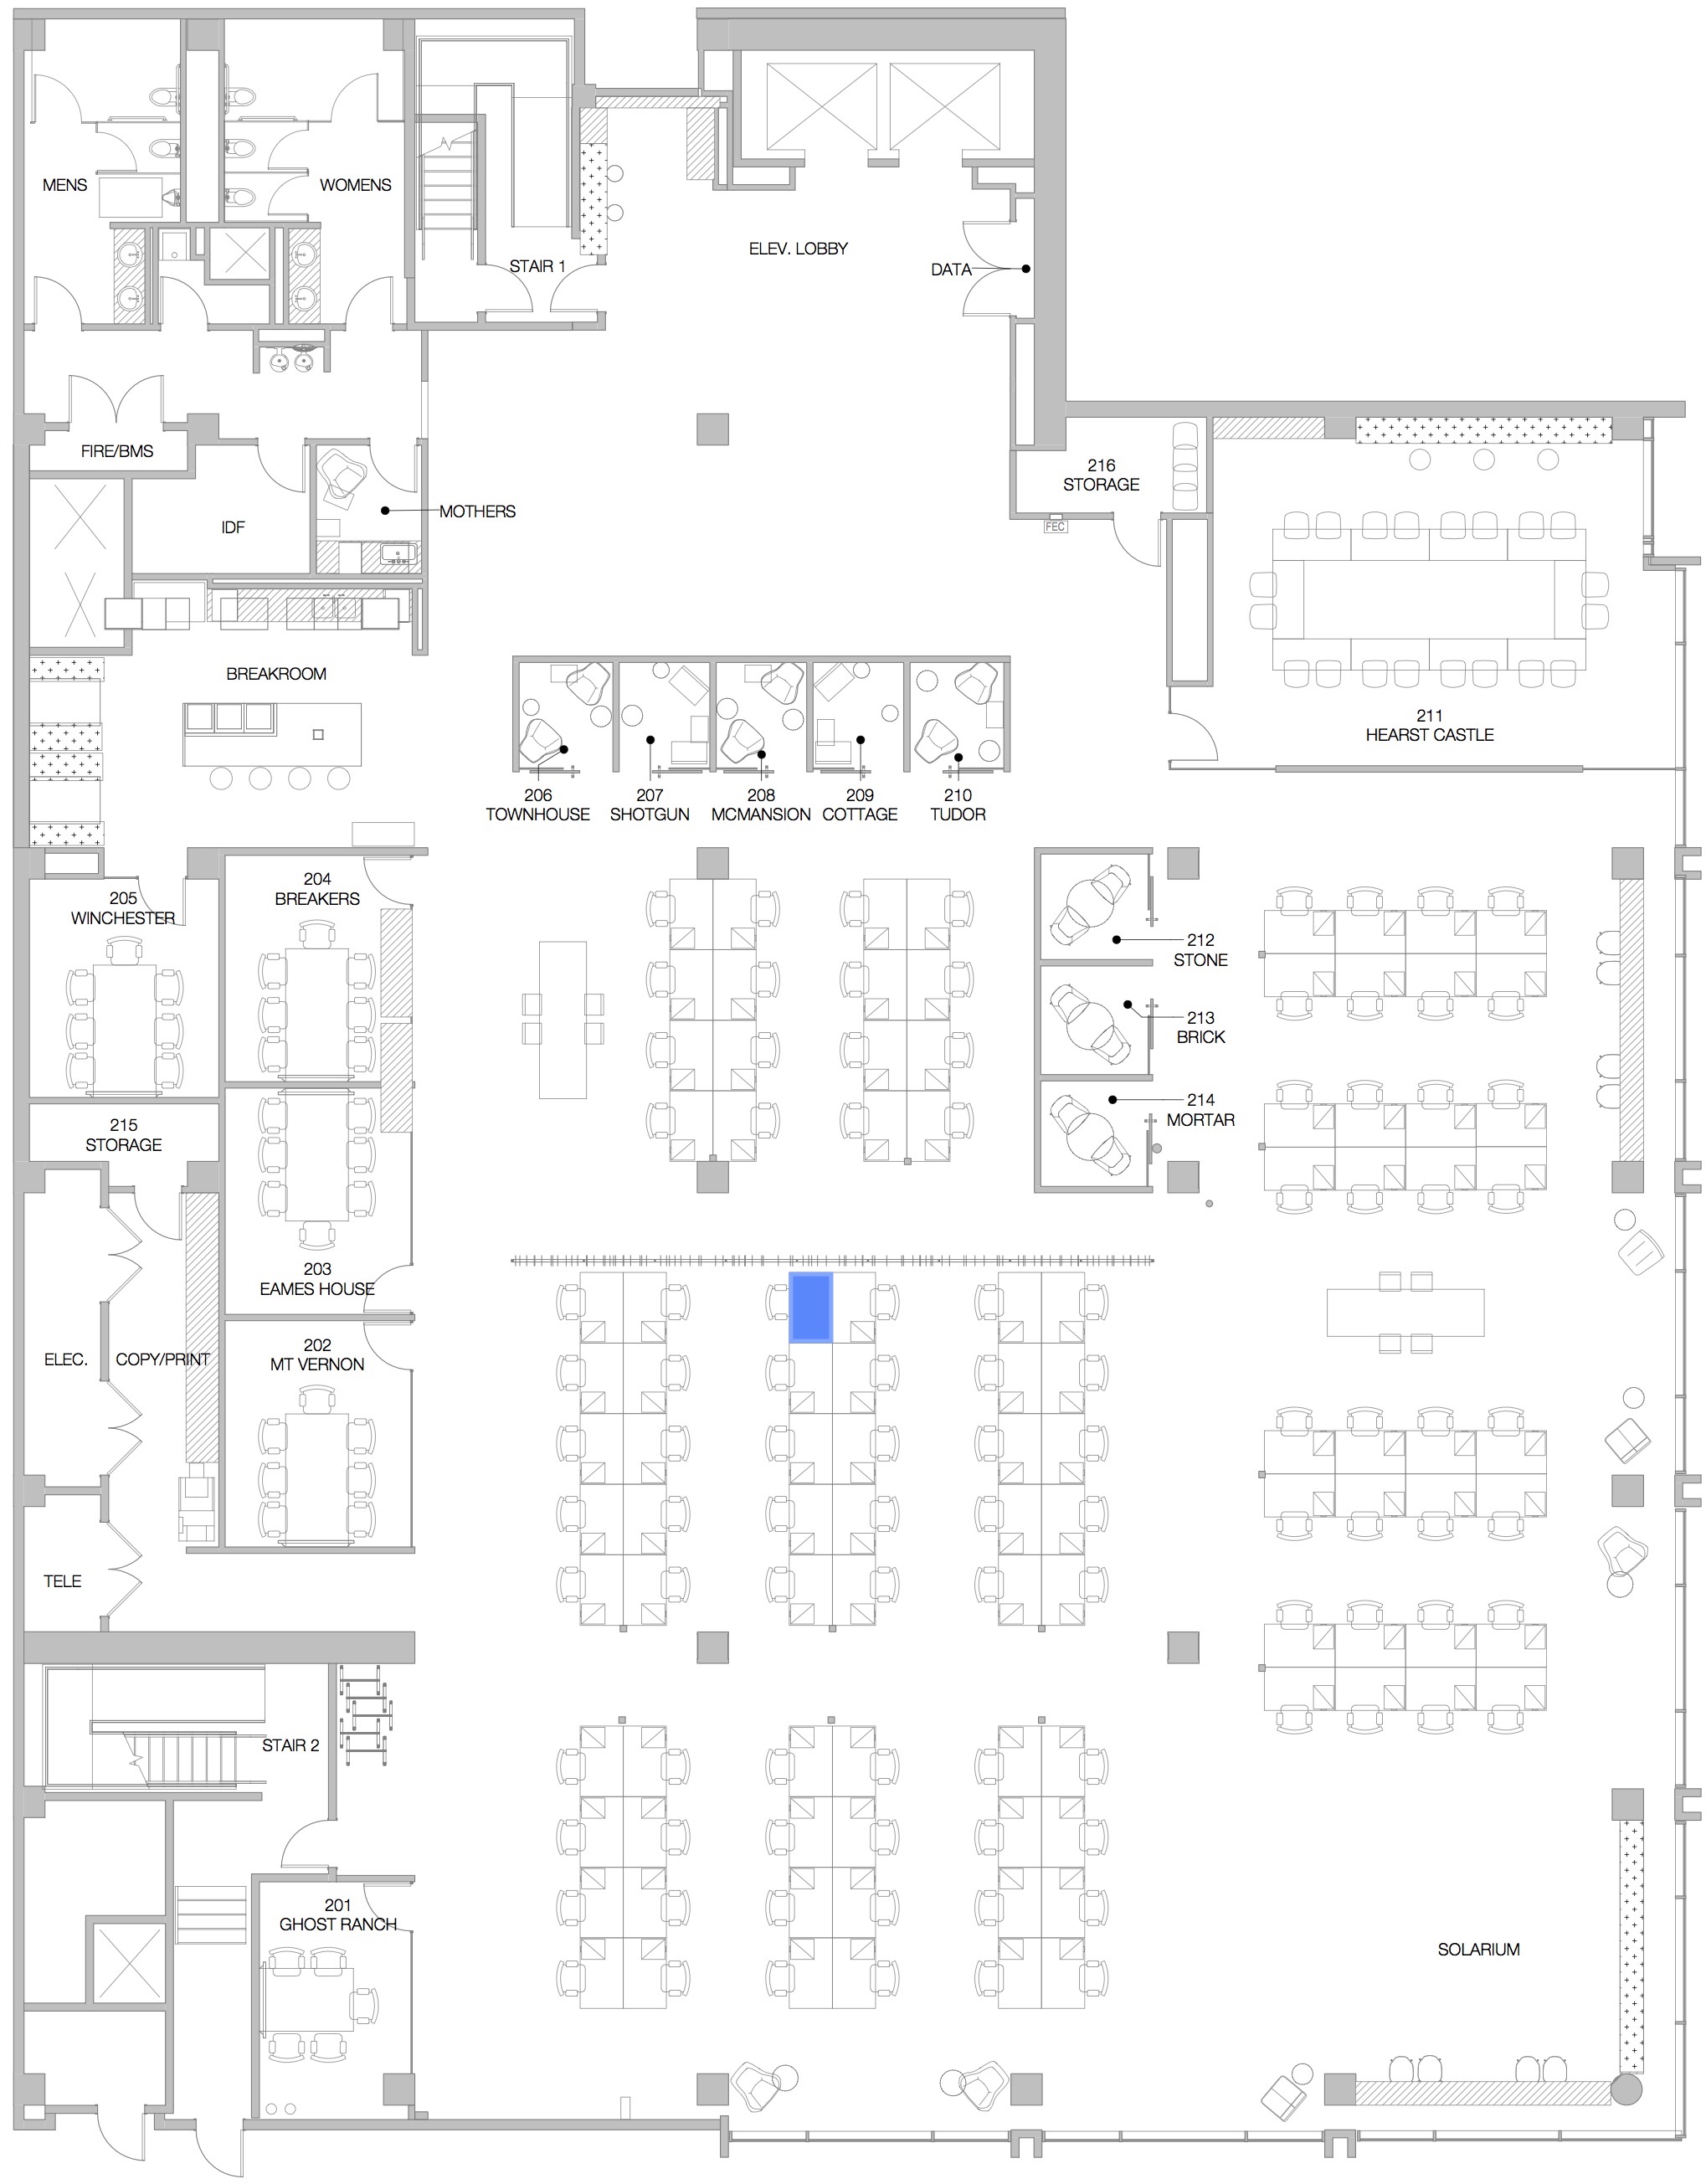 MENS
WOMENS
STAIR 1
ELEV. LOBBY
DATA
FIRE/BMS
216
STORAGE
IDF
MOTHERS
FEC
BREAKROOM
211
HEARST CASTLE
206
TOWNHOUSE
207
SHOTGUN
208
MCMANSION
209
COTTAGE
210
TUDOR
205
WINCHESTER
204
BREAKERS
212
STONE
213
BRICK
214
MORTAR
215
STORAGE
203
EAMES HOUSE
202
MT VERNON
ELEC.
COPY/PRINT
TELE
STAIR 2
201
GHOST RANCH
SOLARIUM